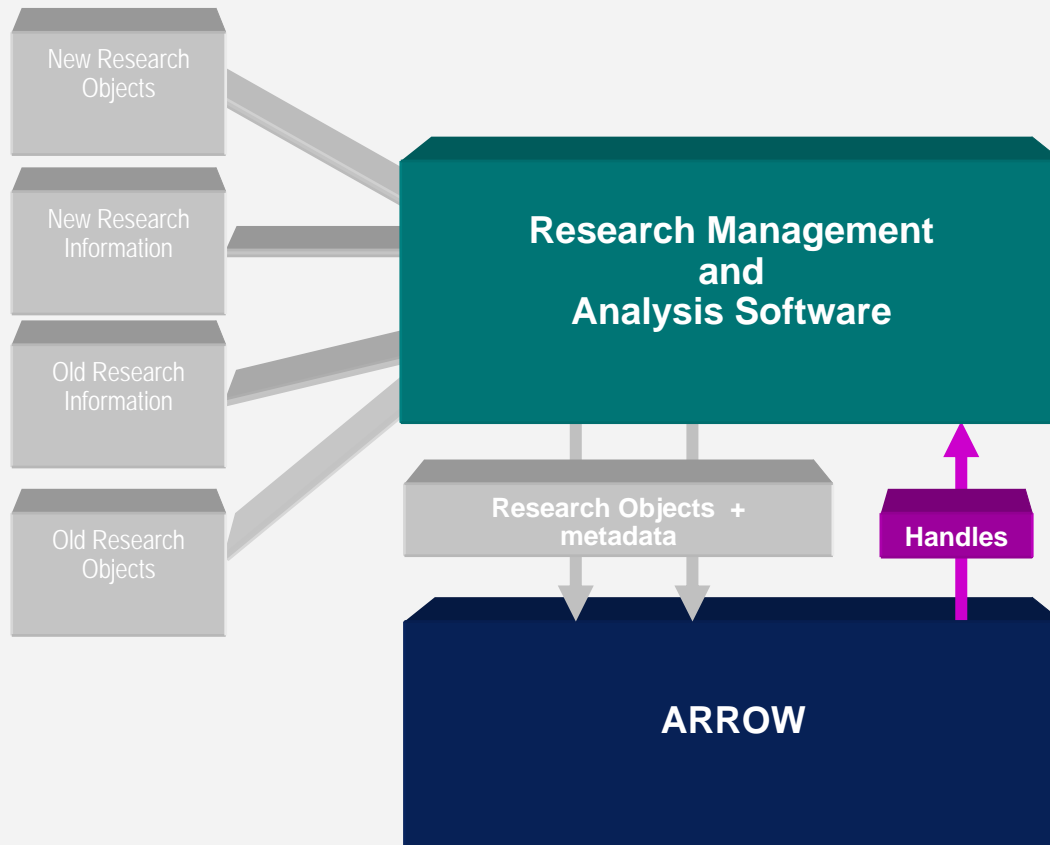 New Research
Objects
New Research
Information
Old Research
Information
Old Research
Objects
Research Management
and
Analysis Software
Research Objects +
metadata
Handles
ARROW